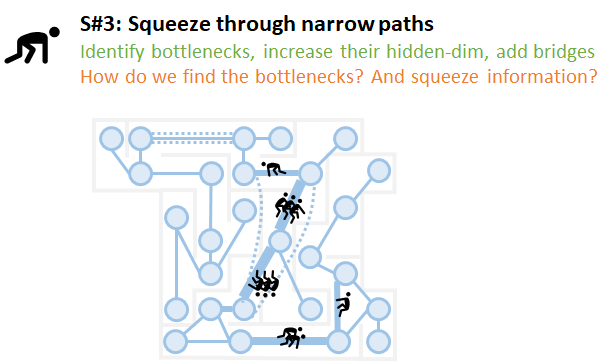 S#3: Squeeze through narrow paths
Identify bottlenecks, increase their hidden-dim, add bridges
How do we find the bottlenecks? And squeeze information?